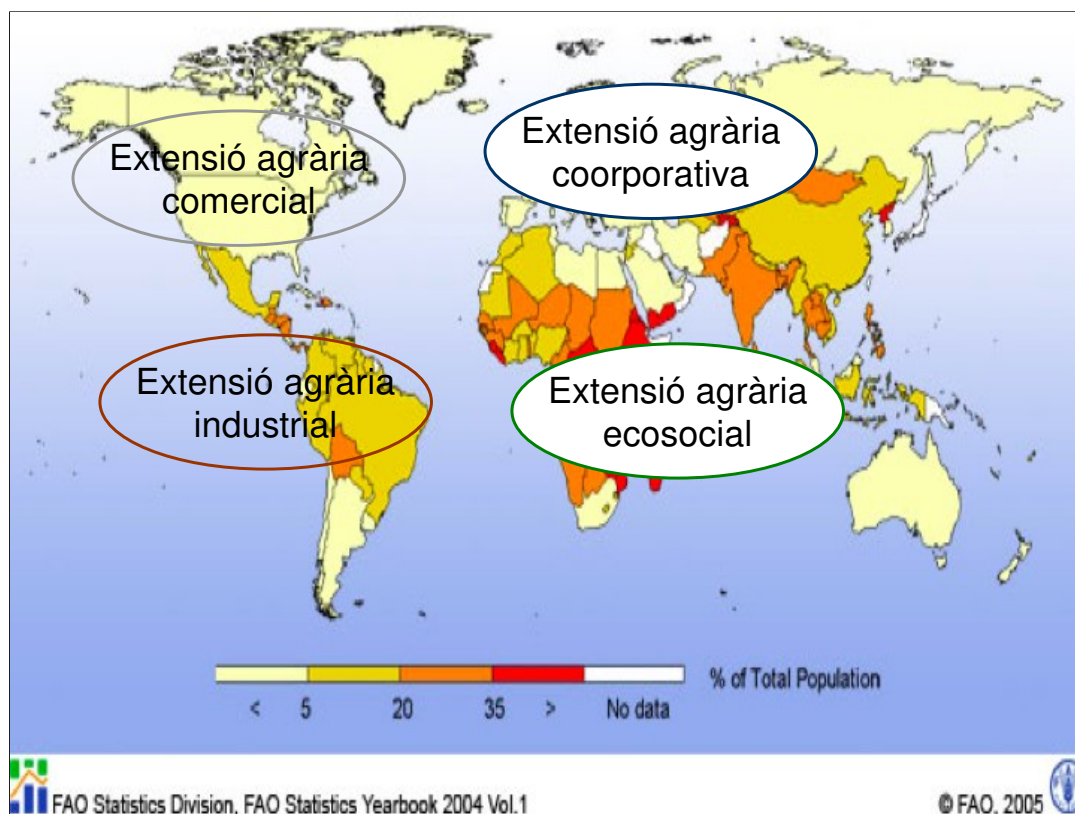 Extensió agrària
comercial
Extensió agrària
coorporativa
Extensió agrària
industrial
Extensió agrària
ecosocial
% of Total Population
< 5 20 35 > No data
FAO Statistics Division, FAO Statistics Yearbook 2004 Vol.1
© FAO, 2005